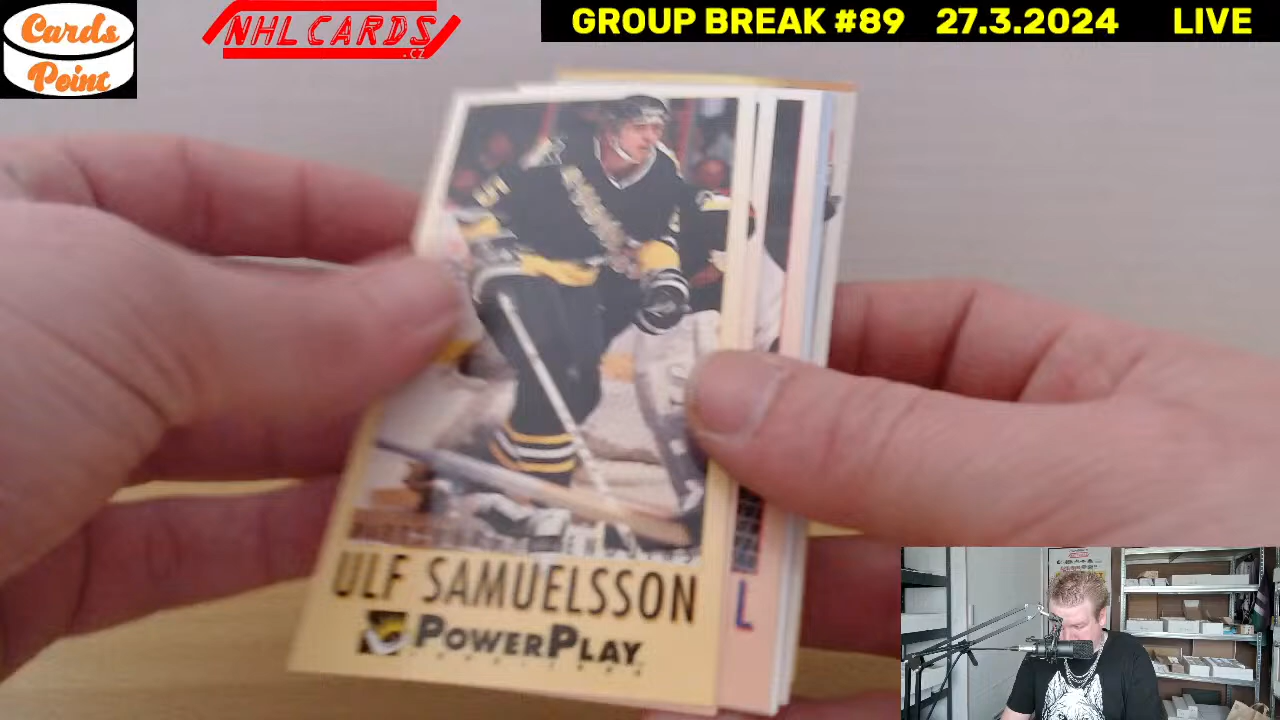 Cards
Point
NHL CARDS
.CZ
GROUP BREAK #89 27.3.2024 LIVE
ULF SAMUELSSON
POWERPLAY
L